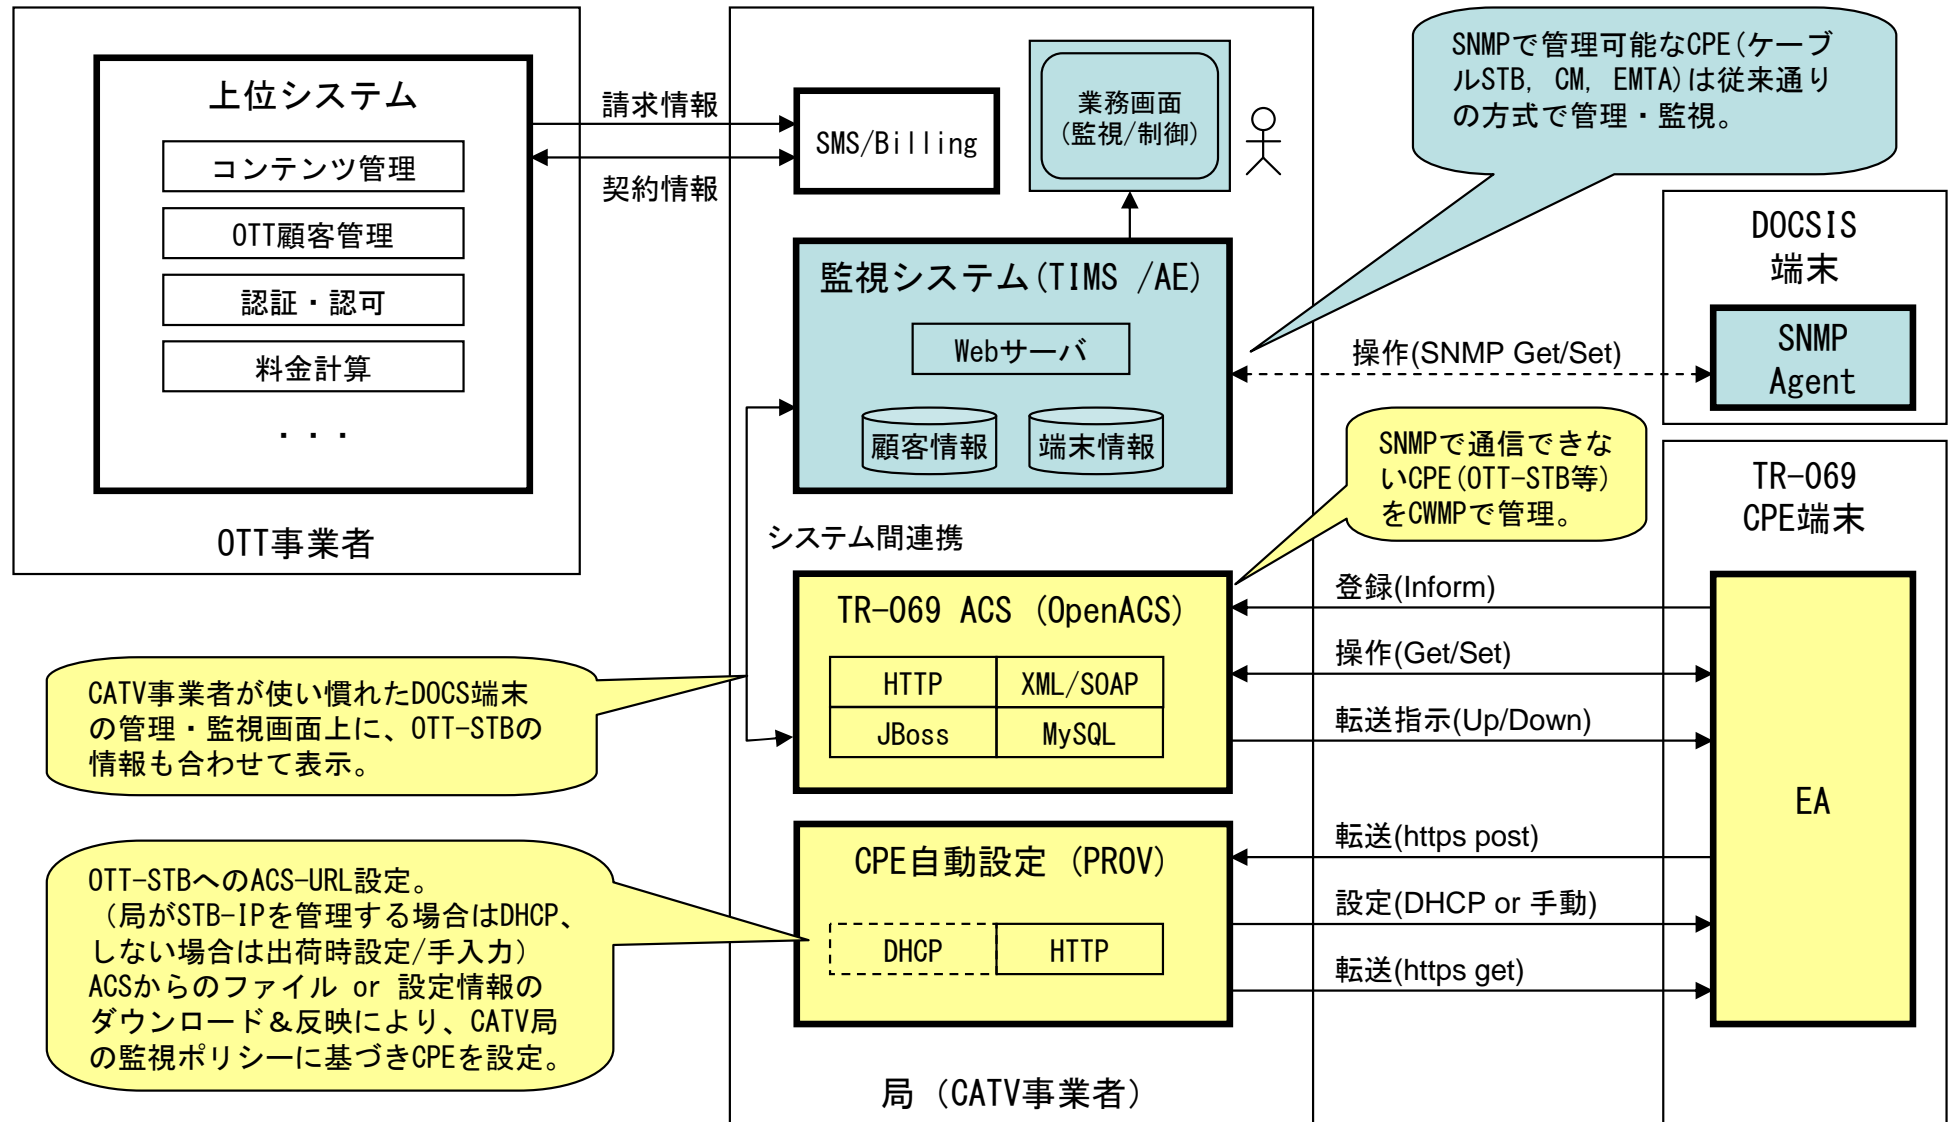 上位システム
コンテンツ管理
OTT顧客管理
認証・認可
料金計算
・・・
OTT事業者
請求情報
契約情報
SMS/Billing
業務画面
(監視/制御)
監視システム(TIMS /AE)
Webサーバ
顧客情報
端末情報
システム間連携
TR-069 ACS (OpenACS)
HTTP
XML/SOAP
JBoss
MySQL
CPE自動設定 (PROV)
DHCP
HTTP
局 (CATV事業者)
SNMPで管理可能なCPE(ケーブ
ルSTB, CM, EMTA)は従来通り
の方式で管理・監視。
DOCSIS
端末
SNMP
Agent
操作(SNMP Get/Set)
SNMPで通信できな
いCPE(OTT-STB等)
をCWMPで管理。
TR-069
CPE端末
登録(Inform)
操作(Get/Set)
転送指示(Up/Down)
転送(https post)
設定(DHCP or 手動)
転送(https get)
EA
CATV事業者が使い慣れたDOCS端末
の管理・監視画面上に、OTT-STBの
情報も合わせて表示。
OTT-STBへのACS-URL設定。
(局がSTB-IPを管理する場合はDHCP、
しない場合は出荷時設定/手入力)
ACSからのファイル or 設定情報の
ダウンロード＆反映により、CATV局
の監視ポリシーに基づきCPEを設定。